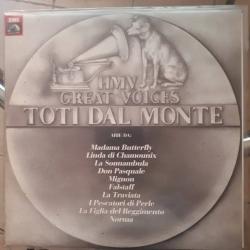 EMI
HMV
GREAT VOICES
TOTI DAL MONTE
ARIE DA:
Madama Butterfly
Linda di Chamounix
La Sonnambula
Don Pasquale
Mignon
Falstaff
La Traviata
I Pescatori di Perle
La Figlia del Reggimento
Norma